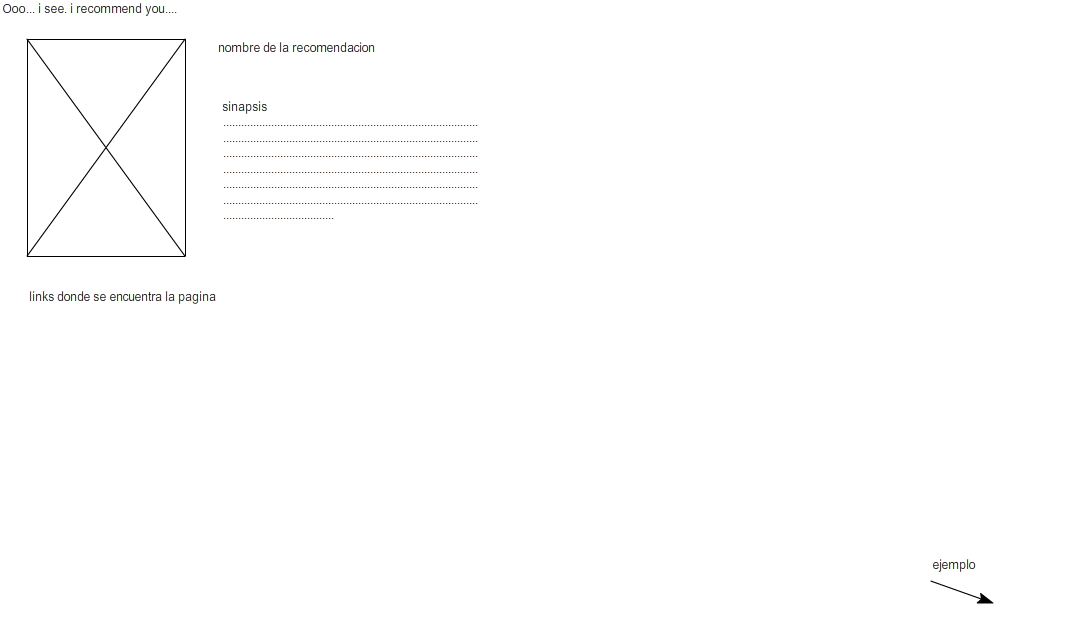 Ooo... i see. i recommend you....
nombre de la recomendacion
sinapsis
links donde se encuentra la pagina
ejemplo